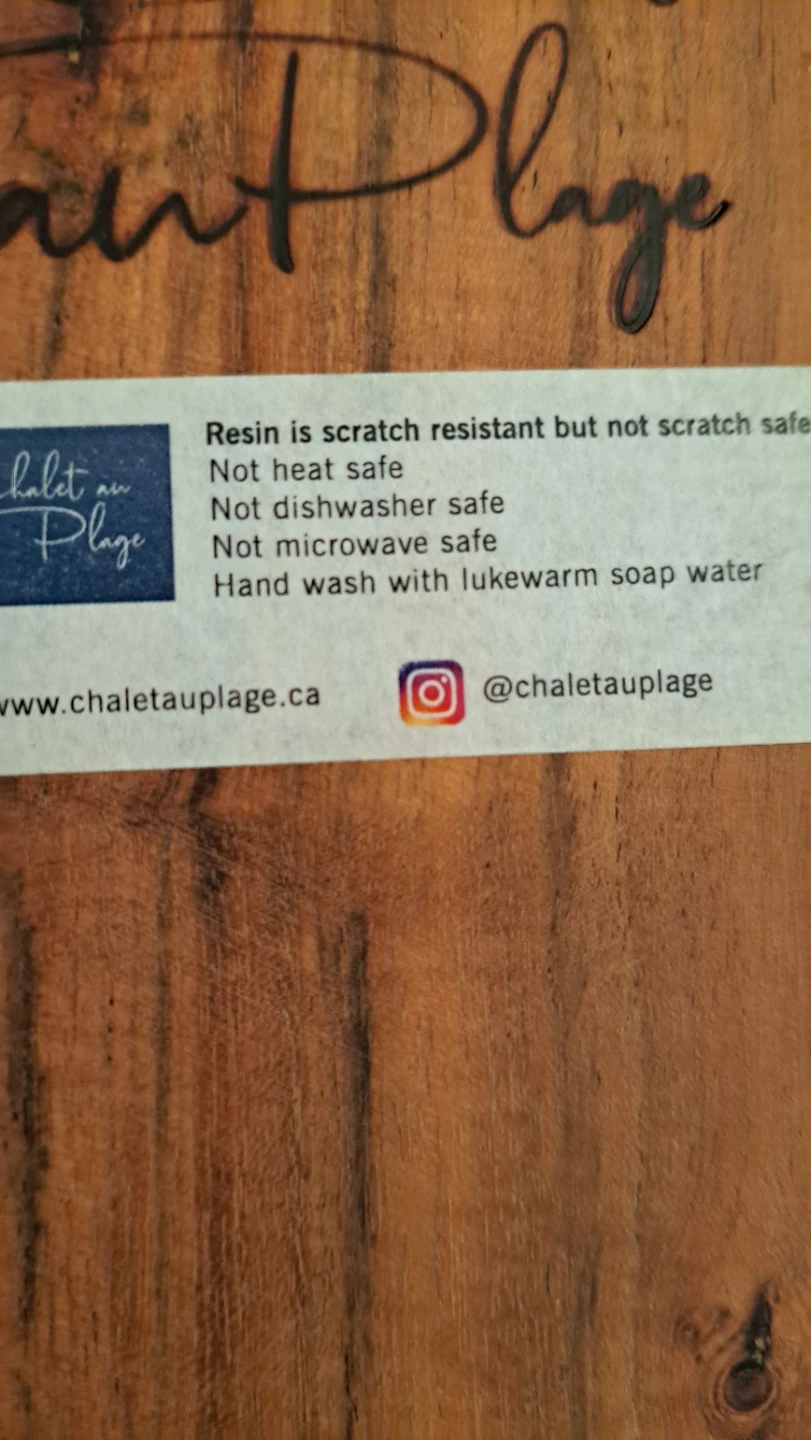 au Plage
Resin is scratch resistant but not scratch safe
Not heat safe
Not dishwasher safe
Not microwave safe
Hand wash with lukewarm soap water
Chalet au
Plage
www.chaletauplage.ca
@chaletauplage